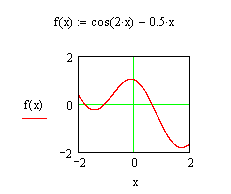 f(x) := cos(2·x) − 0.5·x
2
f(x)
0
−2
−2
0
2
x